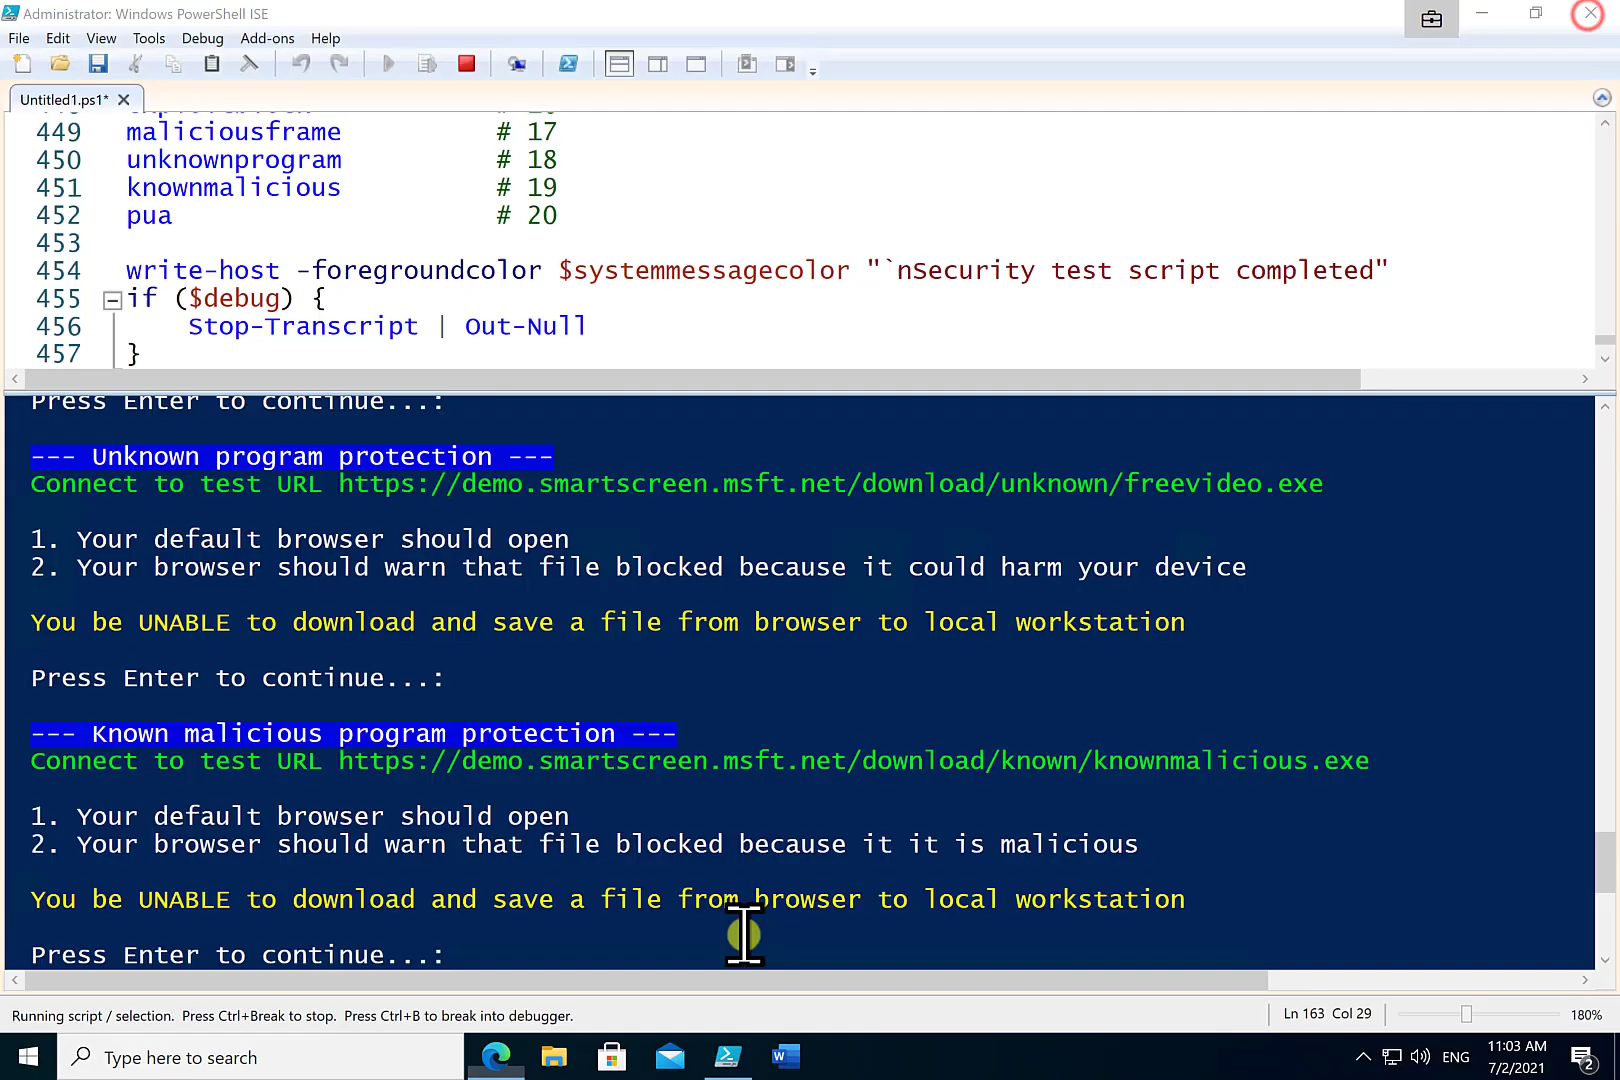 Administrator: Windows PowerShell ISE
File Edit View Tools Debug Add-ons Help
Untitled1.ps1*
449 maliciousframe # 17
450 unknownprogram # 18
451 knownmalicious # 19
452 pua # 20
453
454 write-host -foregroundcolor $systemmessagecolor "`nSecurity test script completed"
455 if ($debug) {
456 Stop-Transcript | Out-Null
457 }
Press Enter to continue...:
--- Unknown program protection ---
Connect to test URL https://demo.smartscreen.msft.net/download/unknown/freevideo.exe
1. Your default browser should open
2. Your browser should warn that file blocked because it could harm your device
You be UNABLE to download and save a file from browser to local workstation
Press Enter to continue...:
--- Known malicious program protection ---
Connect to test URL https://demo.smartscreen.msft.net/download/known/knownmalicious.exe
1. Your default browser should open
2. Your browser should warn that file blocked because it it is malicious
You be UNABLE to download and save a file from browser to local workstation
Press Enter to continue...:
Running script / selection. Press Ctrl+Break to stop. Press Ctrl+B to break into debugger.
Ln 163 Col 29
180%
Type here to search
ENG
11:03 AM
7/2/2021
2